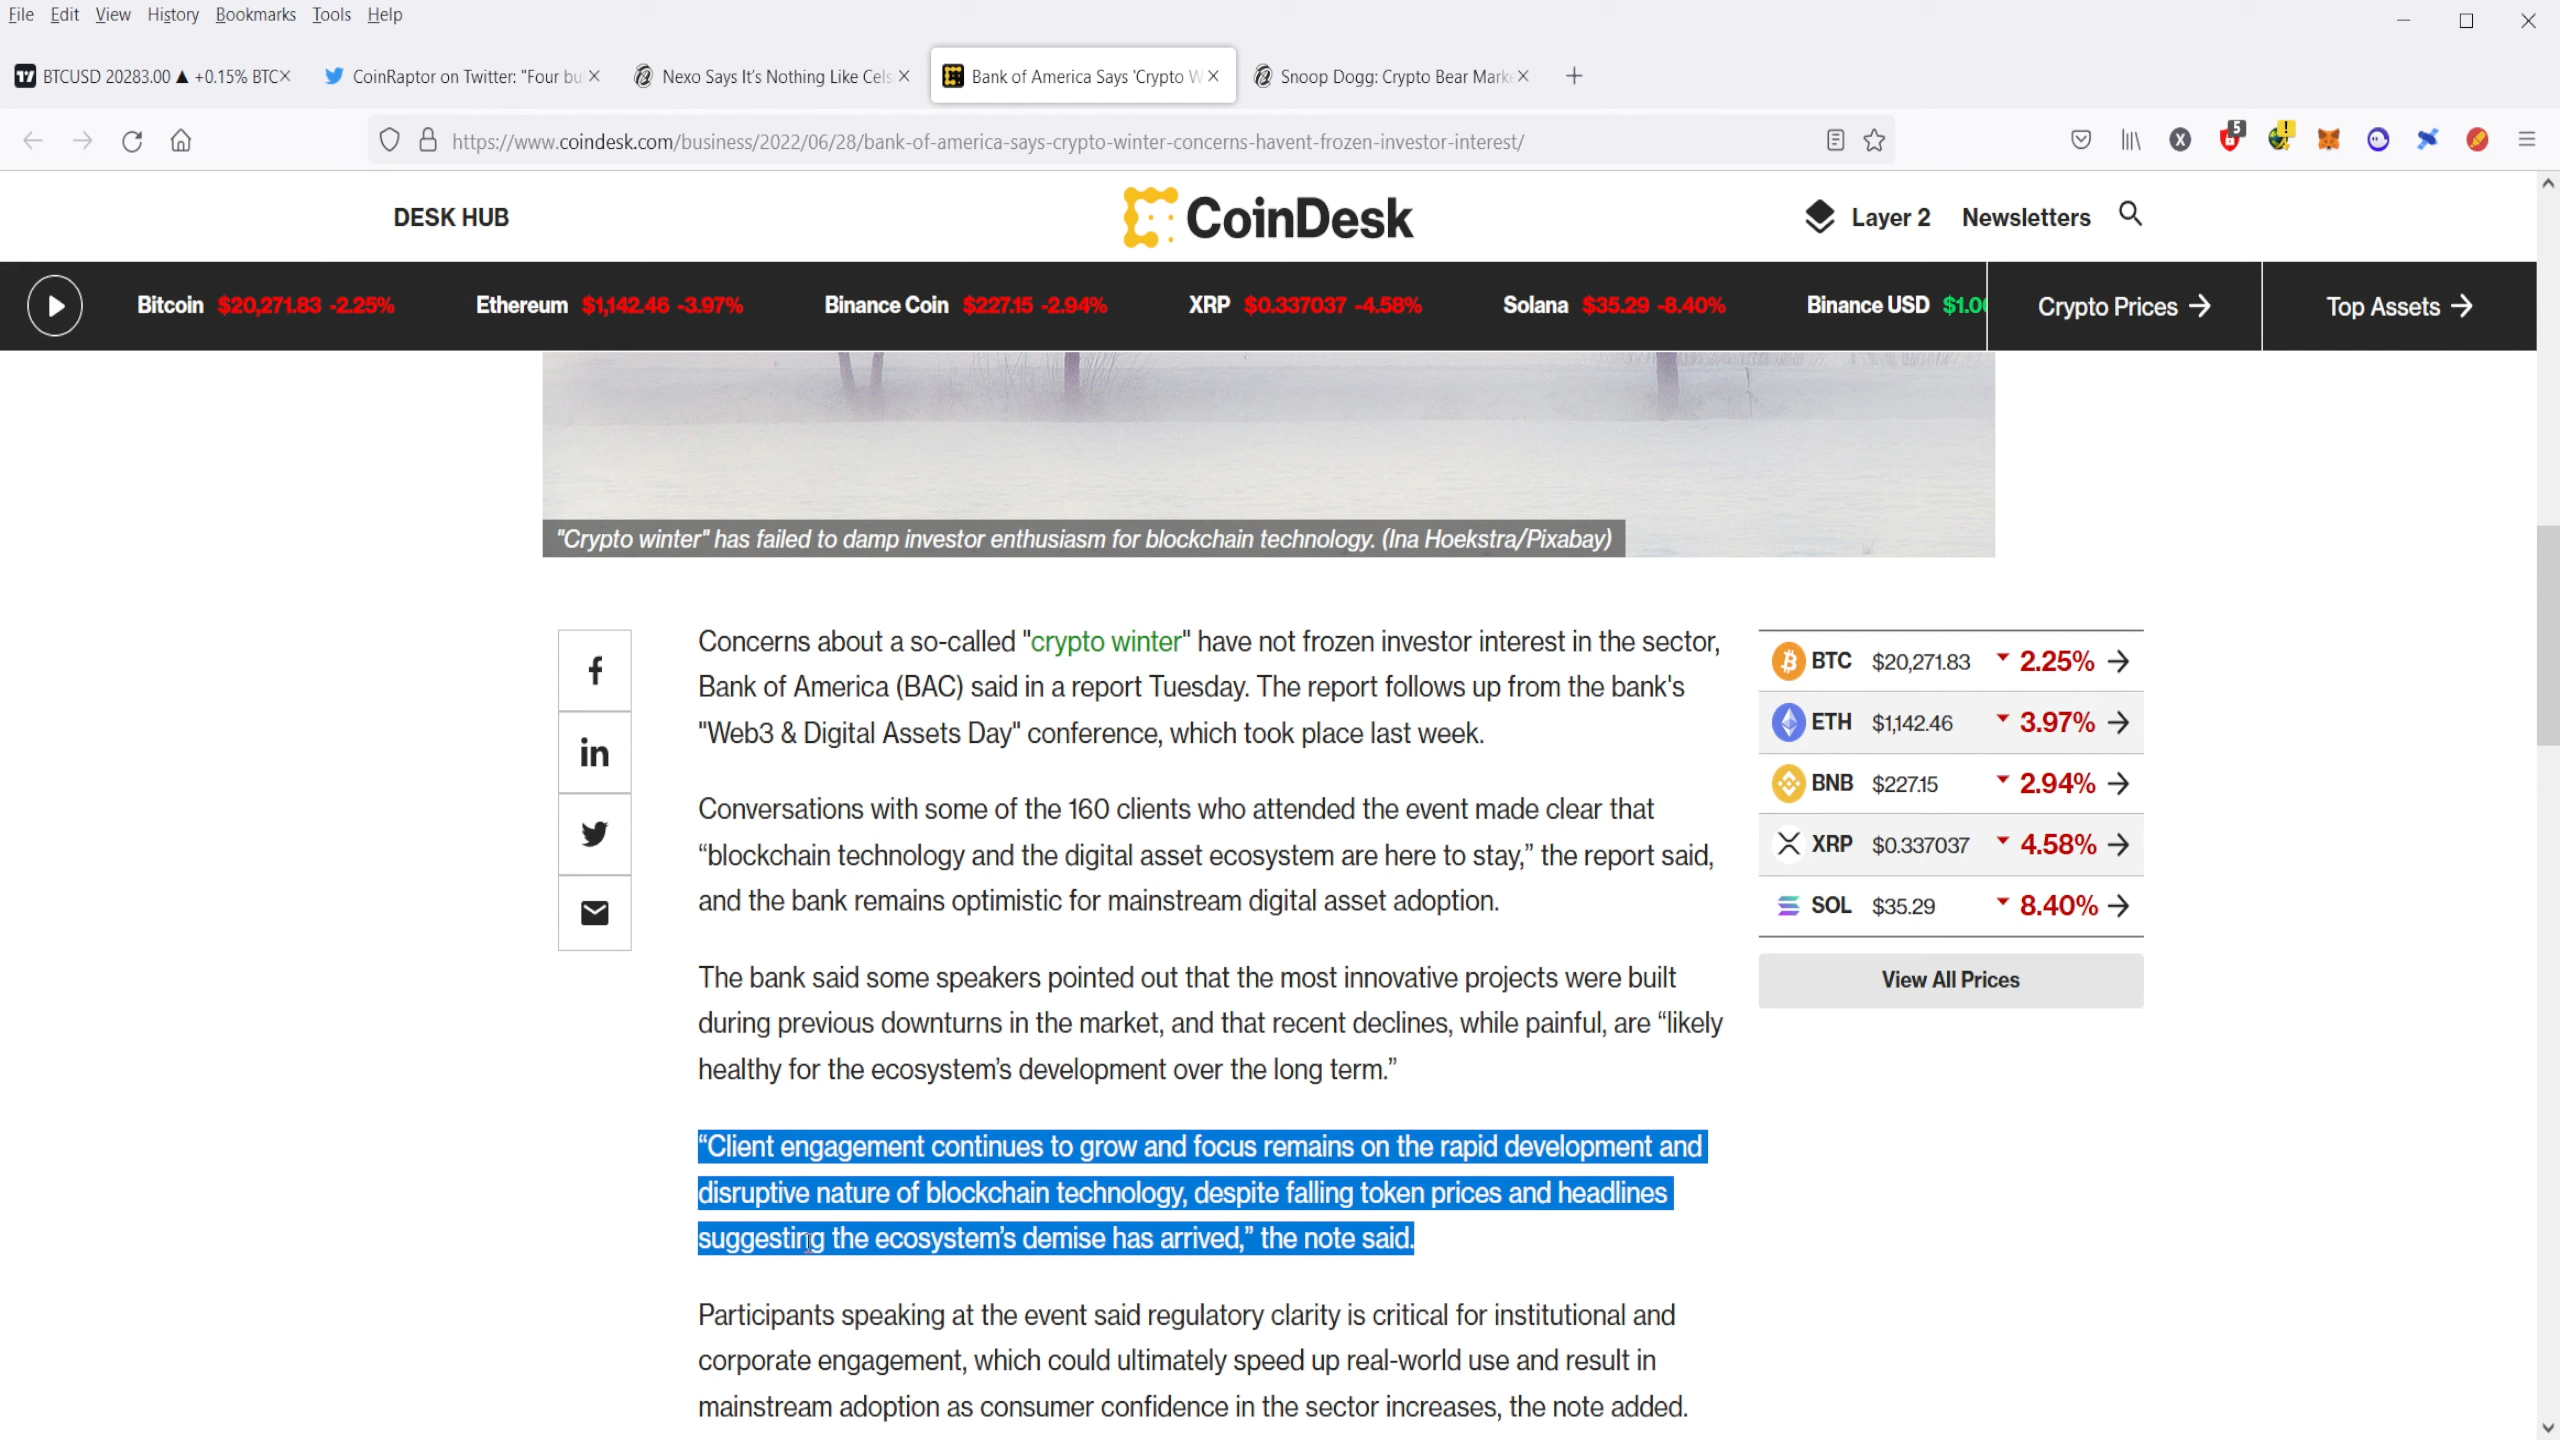 File Edit View History Bookmarks Tools Help
BTCUSD 20283.00 ▲ +0.15% BTC
CoinRaptor on Twitter: "Four bu
Nexo Says It's Nothing Like Cels
Bank of America Says 'Crypto W
Snoop Dogg: Crypto Bear Marke
https://www.coindesk.com/business/2022/06/28/bank-of-america-says-crypto-winter-concerns-havent-frozen-investor-interest/
5
DESK HUB
CoinDesk
Layer 2
Newsletters
Bitcoin $20,271.83 -2.25%
Ethereum $1,142.46 -3.97%
Binance Coin $227.15 -2.94%
XRP $0.337037 -4.58%
Solana $35.29 -8.40%
Binance USD $1.00
Crypto Prices →
Top Assets →
"Crypto winter" has failed to damp investor enthusiasm for blockchain technology. (Ina Hoekstra/Pixabay)
Concerns about a so-called "crypto winter" have not frozen investor interest in the sector,
Bank of America (BAC) said in a report Tuesday. The report follows up from the bank's
"Web3 & Digital Assets Day" conference, which took place last week.
Conversations with some of the 160 clients who attended the event made clear that
“blockchain technology and the digital asset ecosystem are here to stay,” the report said,
and the bank remains optimistic for mainstream digital asset adoption.
The bank said some speakers pointed out that the most innovative projects were built
during previous downturns in the market, and that recent declines, while painful, are “likely
healthy for the ecosystem’s development over the long term.”
“Client engagement continues to grow and focus remains on the rapid development and
disruptive nature of blockchain technology, despite falling token prices and headlines
suggesting the ecosystem’s demise has arrived,” the note said.
Participants speaking at the event said regulatory clarity is critical for institutional and
corporate engagement, which could ultimately speed up real-world use and result in
mainstream adoption as consumer confidence in the sector increases, the note added.
BTC $20,271.83 ▼ 2.25% →
ETH $1,142.46 ▼ 3.97% →
BNB $227.15 ▼ 2.94% →
XRP $0.337037 ▼ 4.58% →
SOL $35.29 ▼ 8.40% →
View All Prices